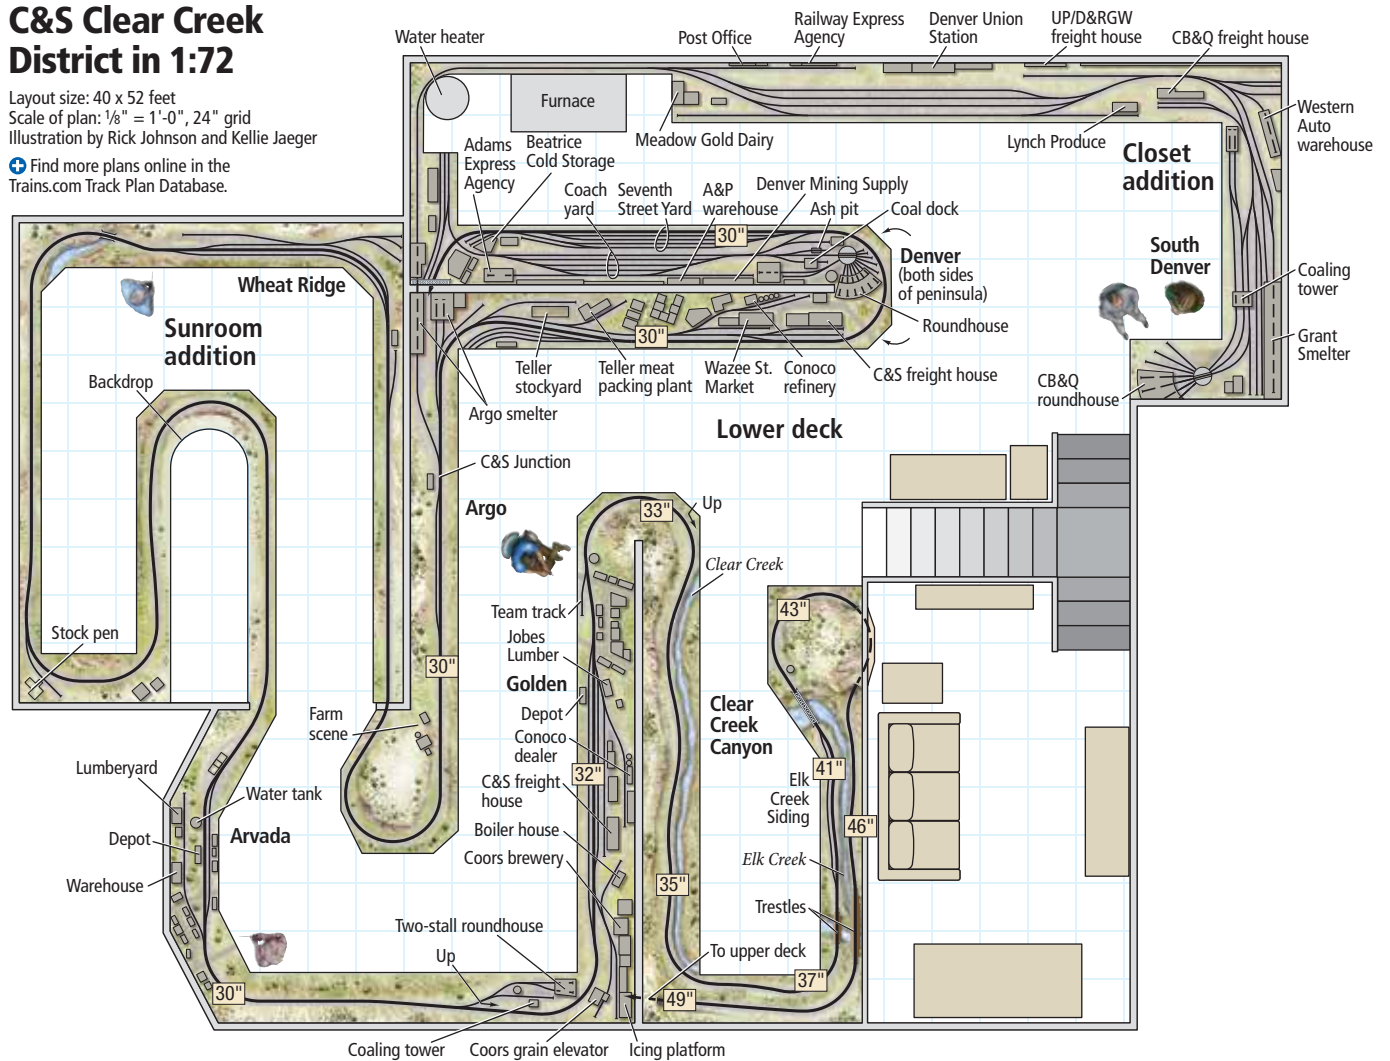 C&S Clear Creek
District in 1:72
Layout size: 40 x 52 feet
Scale of plan: 1/8" = 1'-0", 24" grid
Illustration by Rick Johnson and Kellie Jaeger
Find more plans online in the
Trains.com Track Plan Database.
Water heater
Post Office
Railway Express
Agency
Denver Union
Station
UP/D&RGW
freight house
CB&Q freight house
Furnace
Meadow Gold Dairy
Lynch Produce
Western
Auto
warehouse
Closet
addition
Adams
Express
Agency
Beatrice
Cold Storage
Coach
yard
Seventh
Street Yard
A&P
warehouse
Denver Mining Supply
Ash pit
Coal dock
30"
Denver
(both sides
of peninsula)
Roundhouse
South
Denver
Coaling
tower
Grant
Smelter
CB&Q
roundhouse
Wheat Ridge
Sunroom
addition
Backdrop
30"
Teller
stockyard
Teller meat
packing plant
Wazee St.
Market
Conoco
refinery
C&S freight house
Argo smelter
Lower deck
C&S Junction
Argo
33"
Up
Clear Creek
Team track
Jobes
Lumber
Golden
Depot
Conoco
dealer
32"
C&S freight
house
Boiler house
Coors brewery
43"
Clear
Creek
Canyon
41"
Elk
Creek
Siding
46"
Elk Creek
35"
Trestles
Stock pen
30"
Farm
scene
Lumberyard
Water tank
Depot
Arvada
Warehouse
Two-stall roundhouse
Up
To upper deck
30"
37"
49"
Coaling tower
Coors grain elevator
Icing platform